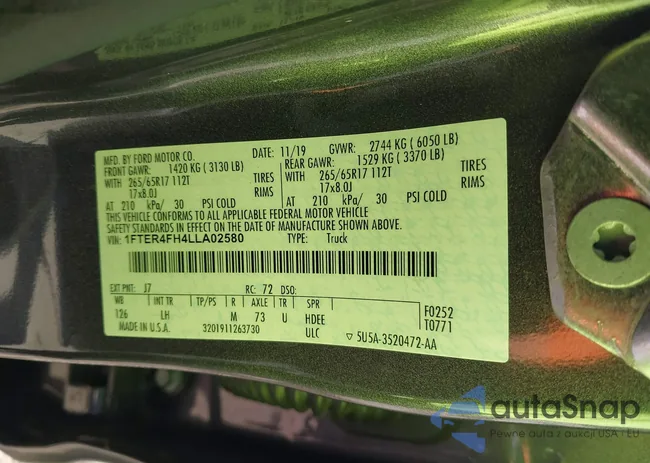 MFD. BY FORD MOTOR CO. DATE: 11/19 GVWR: 2744 KG ( 6050 LB)
FRONT GAWR: 1420 KG ( 3130 LB) REAR GAWR: 1529 KG ( 3370 LB)
WITH 265/65R17 112T TIRES WITH 265/65R17 112T TIRES
17x8.0J RIMS 17x8.0J RIMS
AT 210 kPa/ 30 PSI COLD AT 210 kPa/ 30 PSI COLD
THIS VEHICLE CONFORMS TO ALL APPLICABLE FEDERAL MOTOR VEHICLE
SAFETY STANDARDS IN EFFECT ON THE DATE OF MANUFACTURE SHOWN ABOVE.
VIN: 1FTER4FH4LLA02580 TYPE: Truck
EXT PNT: J7 RC: 72 DSO:
WB INT TR TP/PS R AXLE TR SPR
126 LH M 73 U HDEE F0252
ULC T0771
MADE IN U.S.A. 3201911263730 ▽ 5U5A-3520472-AA
autaSnap
Pewne auta z aukcji USA i EU